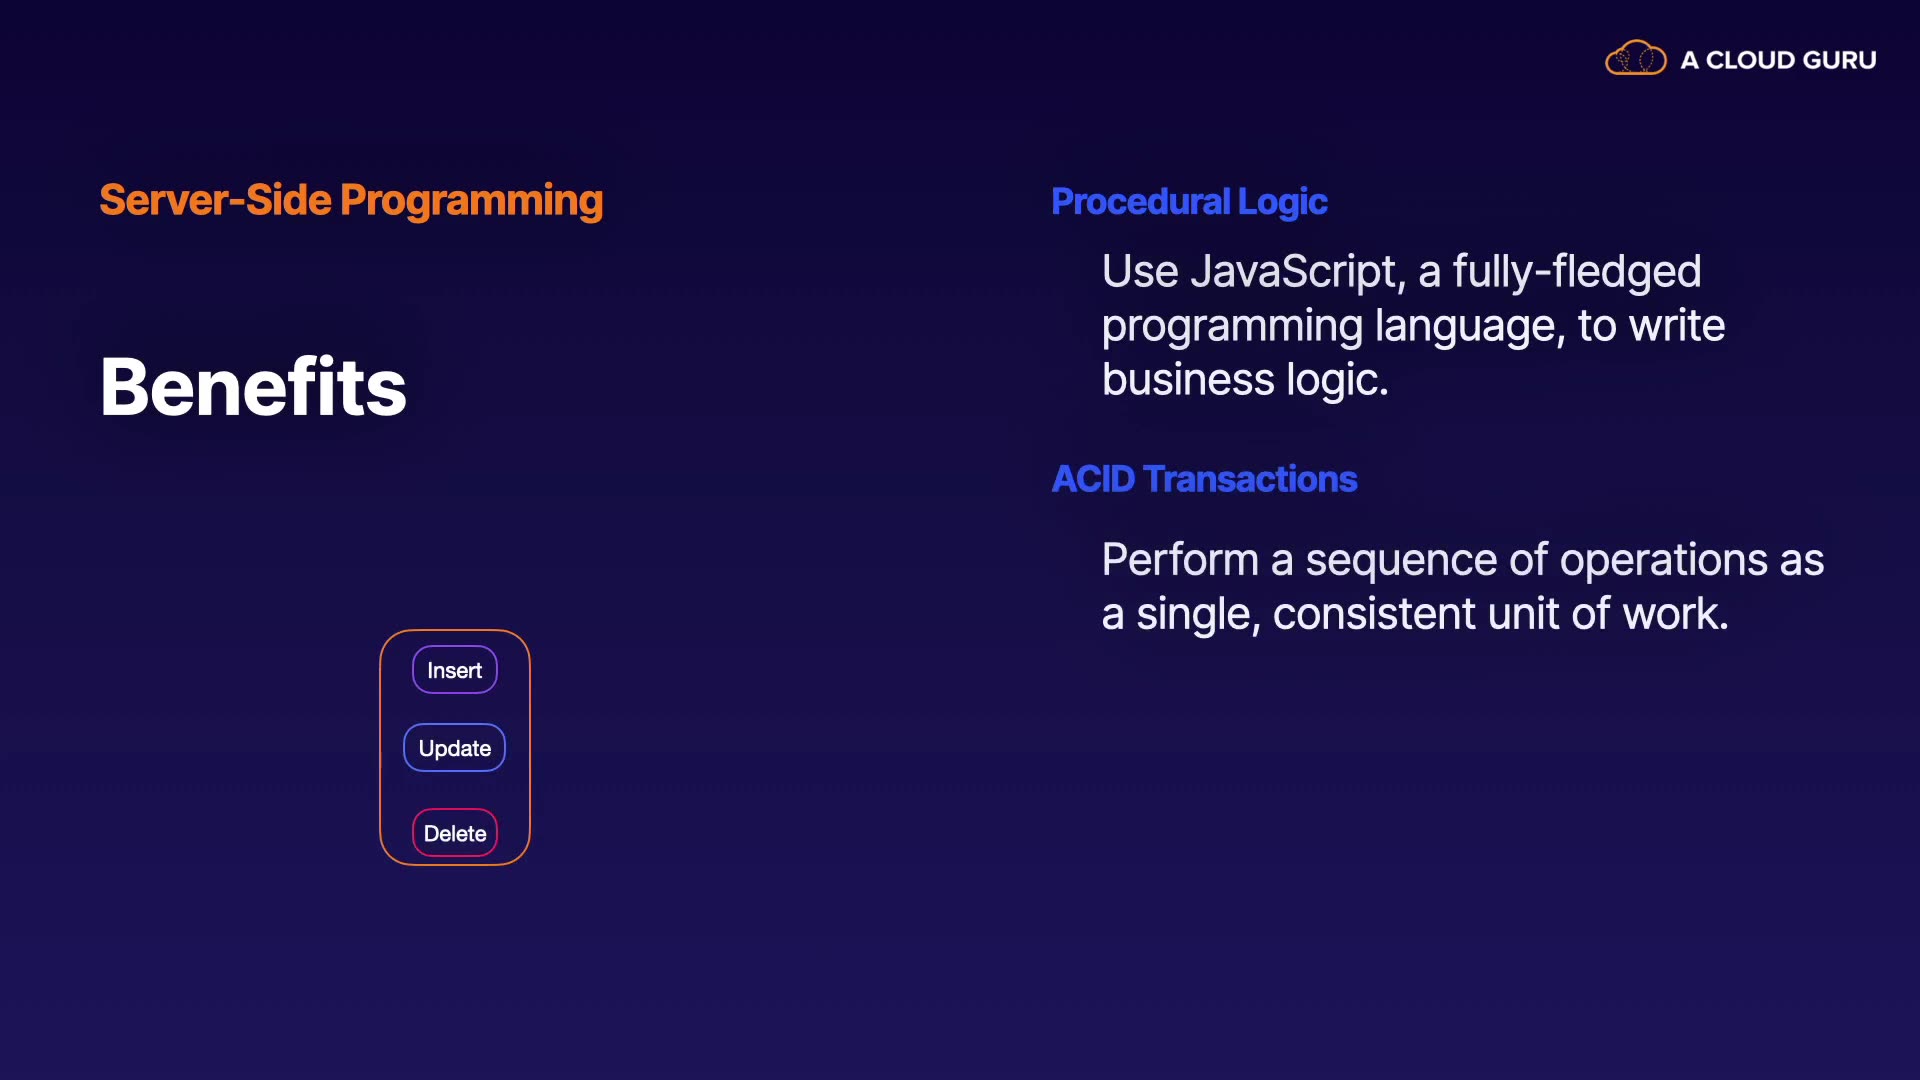 A CLOUD GURU
Server-Side Programming
Benefits
Insert
Update
Delete
Procedural Logic
Use JavaScript, a fully-fledged
programming language, to write
business logic.
ACID Transactions
Perform a sequence of operations as
a single, consistent unit of work.